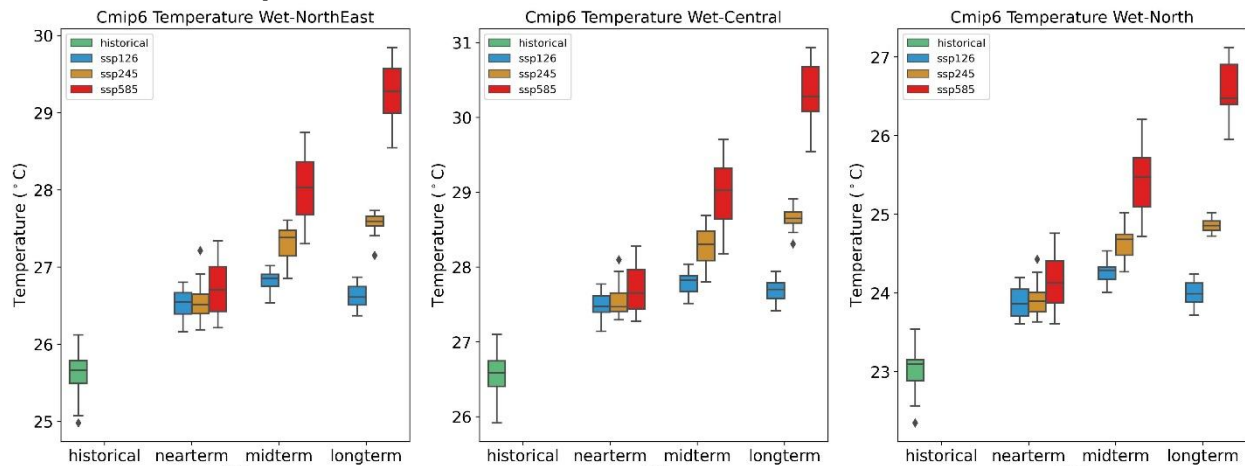 Cmip6 Temperature Wet-NorthEast
30
29
28
27
26
25
Temperature (°C)
historical
ssp126
ssp245
ssp585
historical nearterm midterm longterm
Cmip6 Temperature Wet-Central
31
30
29
28
27
26
Temperature (°C)
historical
ssp126
ssp245
ssp585
historical nearterm midterm longterm
Cmip6 Temperature Wet-North
27
26
25
24
23
Temperature (°C)
historical
ssp126
ssp245
ssp585
historical nearterm midterm longterm